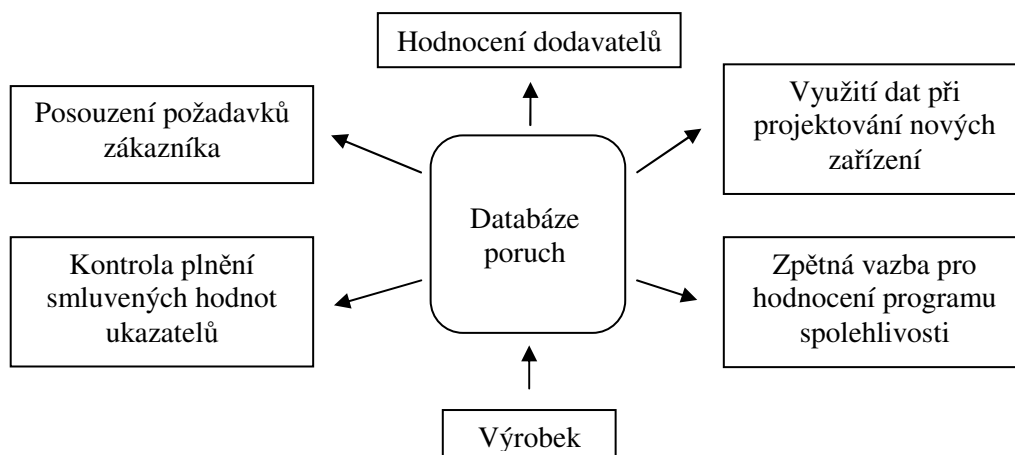 Hodnocení dodavatelů
Posouzení požadavků
zákazníka
Využití dat při
projektování nových
zařízení
Databáze
poruch
Kontrola plnění
smluvených hodnot
ukazatelů
Zpětná vazba pro
hodnocení programu
spolehlivosti
Výrobek